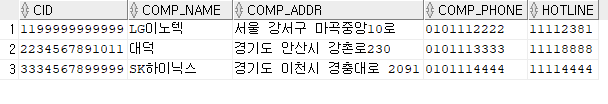 CID COMP_NAME COMP_ADDR COMP_PHONE HOTLINE
1 1199999999999 LG이노텍 서울 강서구 마곡중앙10로 0101112222 11112381
2 2234567891011 대덕 경기도 안산시 강촌로230 0101113333 11118888
3 3334567899999 SK하이닉스 경기도 이천시 경충대로 2091 0101114444 11114444